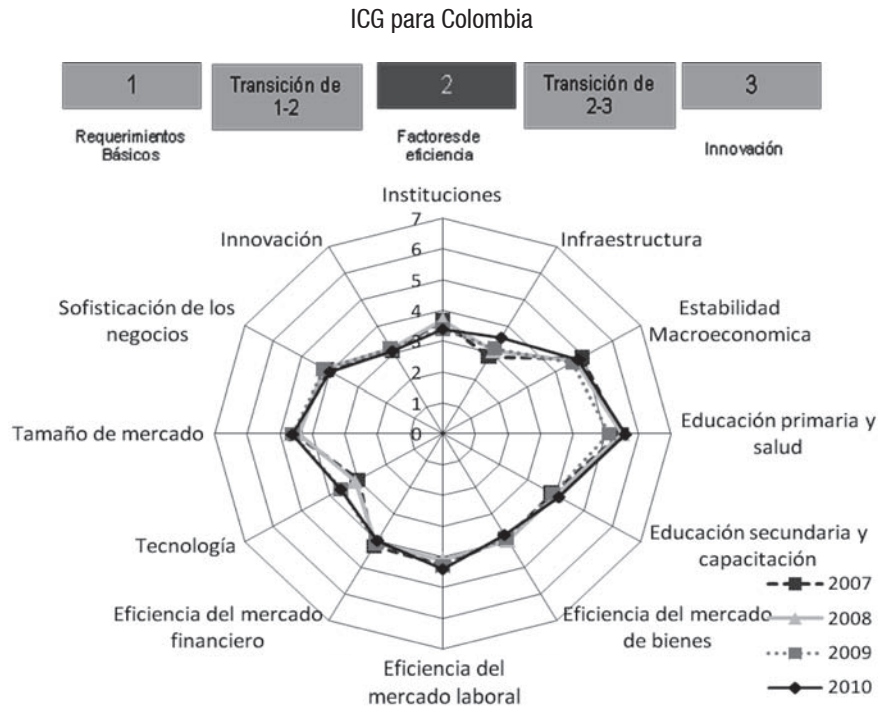 ICG para Colombia
1
Transición de
1-2
2
Transición de
2-3
3
Requerimientos
Básicos
Factores de
eficiencia
Innovación
Instituciones
Infraestructura
Estabilidad
Macroeconomica
Educación primaria y
salud
Educación secundaria y
capacitación
Eficiencia del mercado
de bienes
Eficiencia del
mercado laboral
Eficiencia del mercado
financiero
Tecnología
Tamaño de mercado
Sofisticación de los
negocios
Innovación
7
6
5
4
3
2
1
0
2007
2008
2009
2010